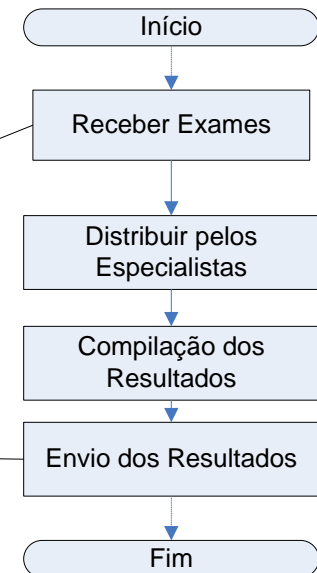 Início
Receber Exames
Distribuir pelos
Especialistas
Compilação dos
Resultados
Envio dos Resultados
Fim